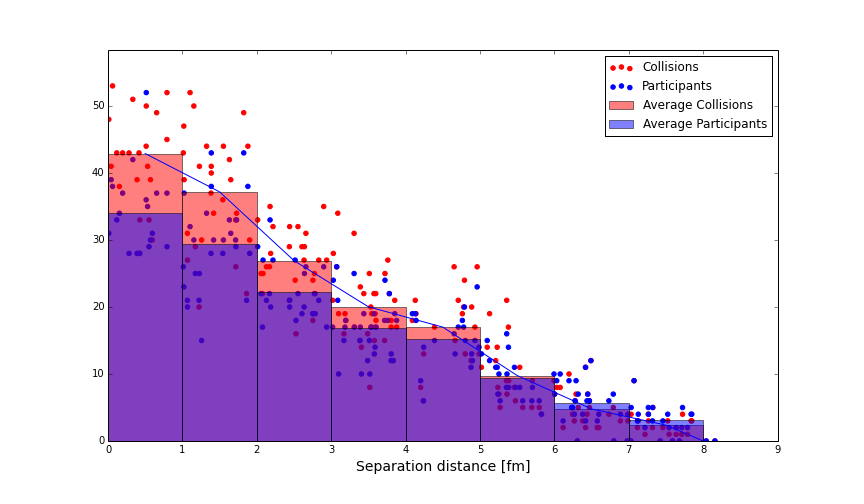 Collisions
Participants
Average Collisions
Average Participants
50
40
30
20
10
0
0 1 2 3 4 5 6 7 8 9
Separation distance [fm]